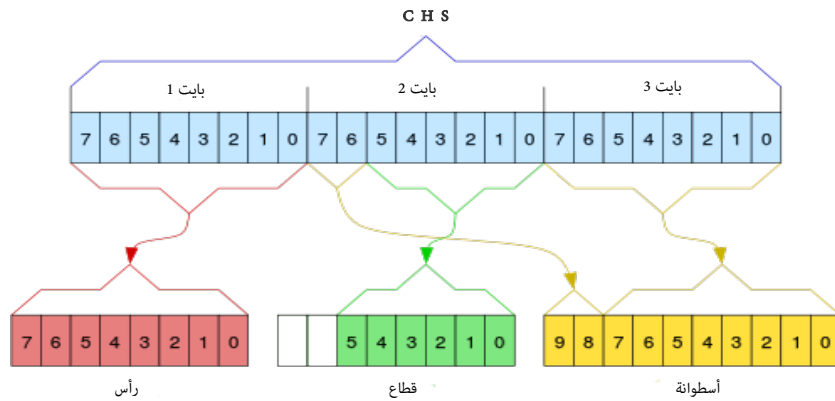 C H S
بايت 1 بايت 2 بايت 3
7 6 5 4 3 2 1 0 7 6 5 4 3 2 1 0 7 6 5 4 3 2 1 0
7 6 5 4 3 2 1 0 5 4 3 2 1 0 9 8 7 6 5 4 3 2 1 0
رأس قطاع أسطوانة